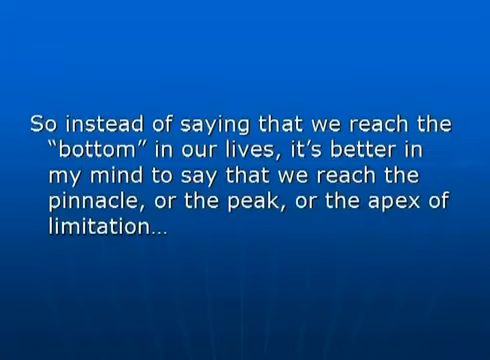 So instead of saying that we reach the
“bottom” in our lives, it’s better in
my mind to say that we reach the
pinnacle, or the peak, or the apex of
limitation…